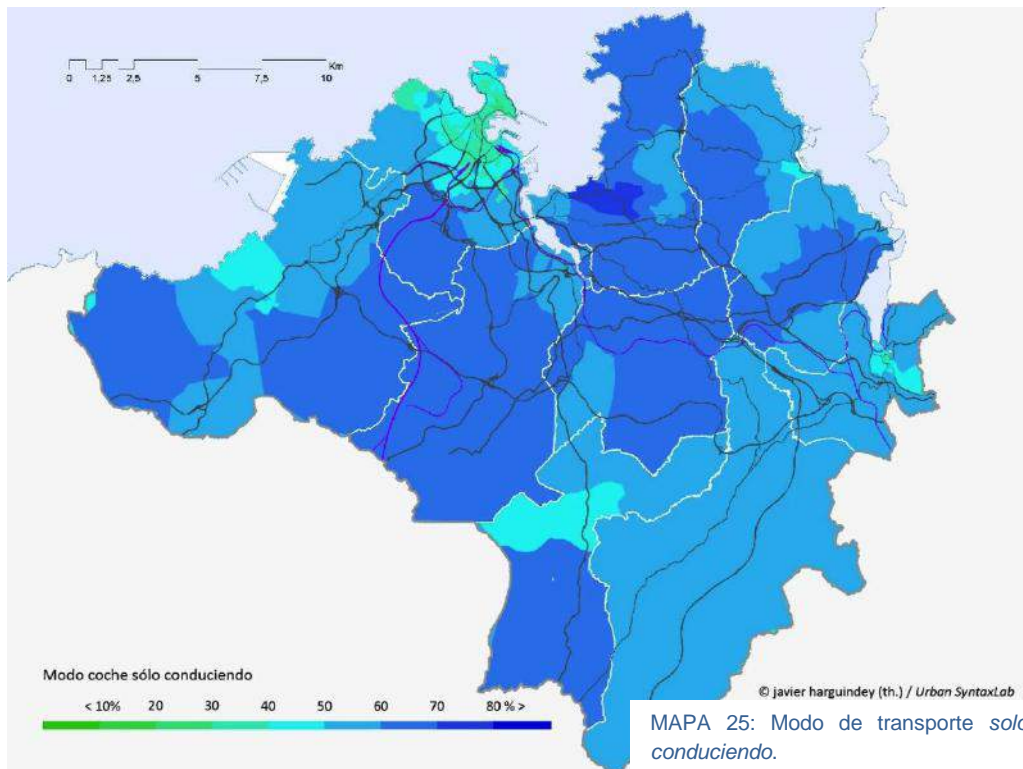 0 1,25 2,5 5 7,5 10 Km
Modo coche sólo conduciendo
< 10% 20 30 40 50 60 70 80 % >
© javier harguindey (th.) / Urban SyntaxLab
MAPA 25: Modo de transporte solo
conduciendo.